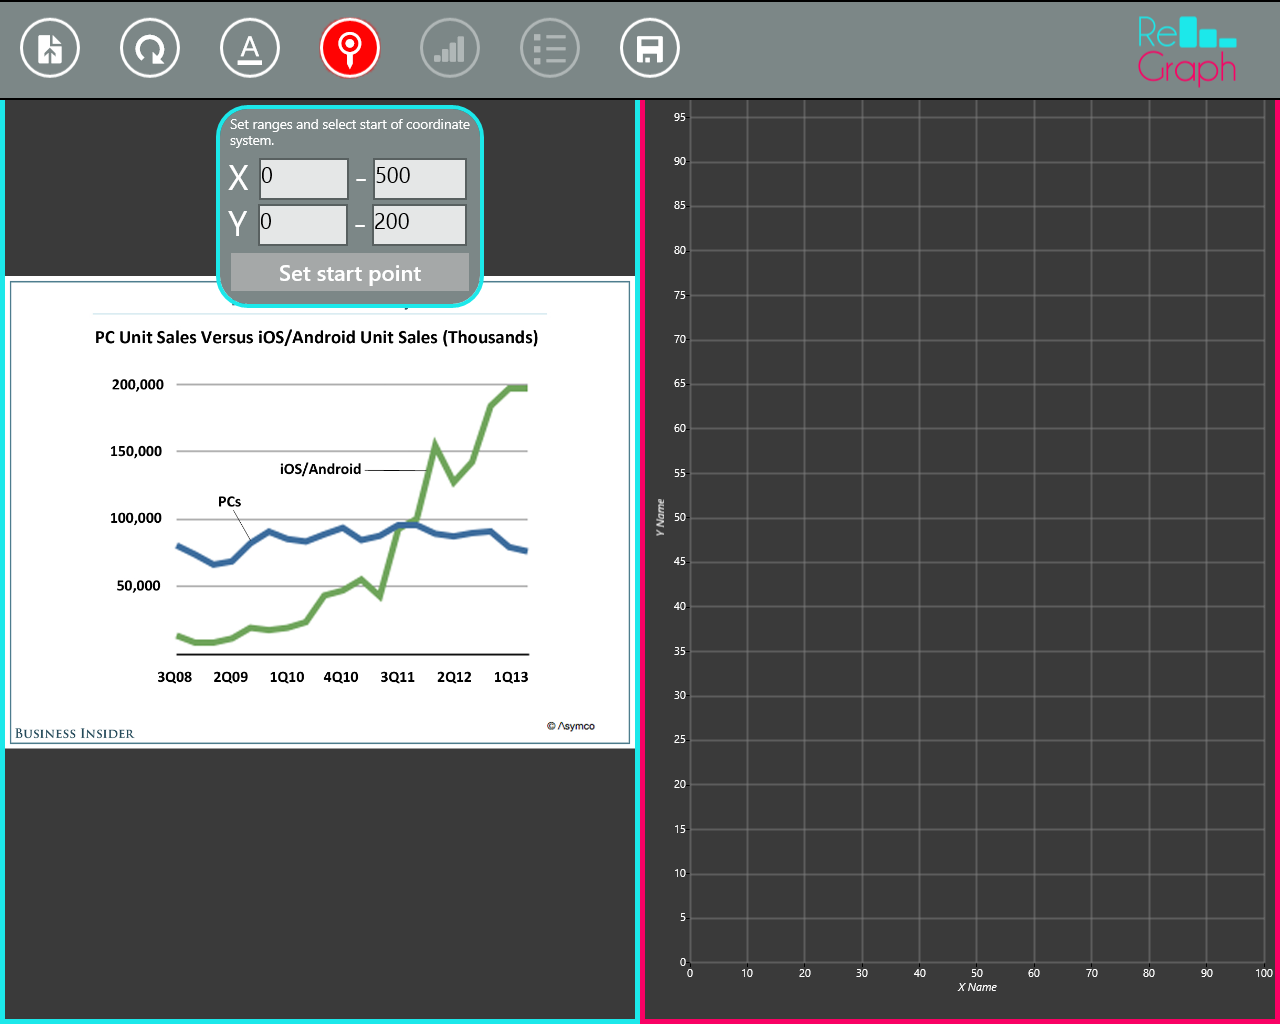 A
Re
Graph
Set ranges and select start of coordinate
system.
X 0 - 500
Y 0 - 200
Set start point
PC Unit Sales Versus iOS/Android Unit Sales (Thousands)
200,000
150,000
iOS/Android
PCs
100,000
50,000
3Q08 2Q09 1Q10 4Q10 3Q11 2Q12 1Q13
© Asymco
BUSINESS INSIDER
95
90
85
80
75
70
65
60
55
50
Y Name
45
40
35
30
25
20
15
10
5
0
0 10 20 30 40 50 60 70 80 90 100
X Name